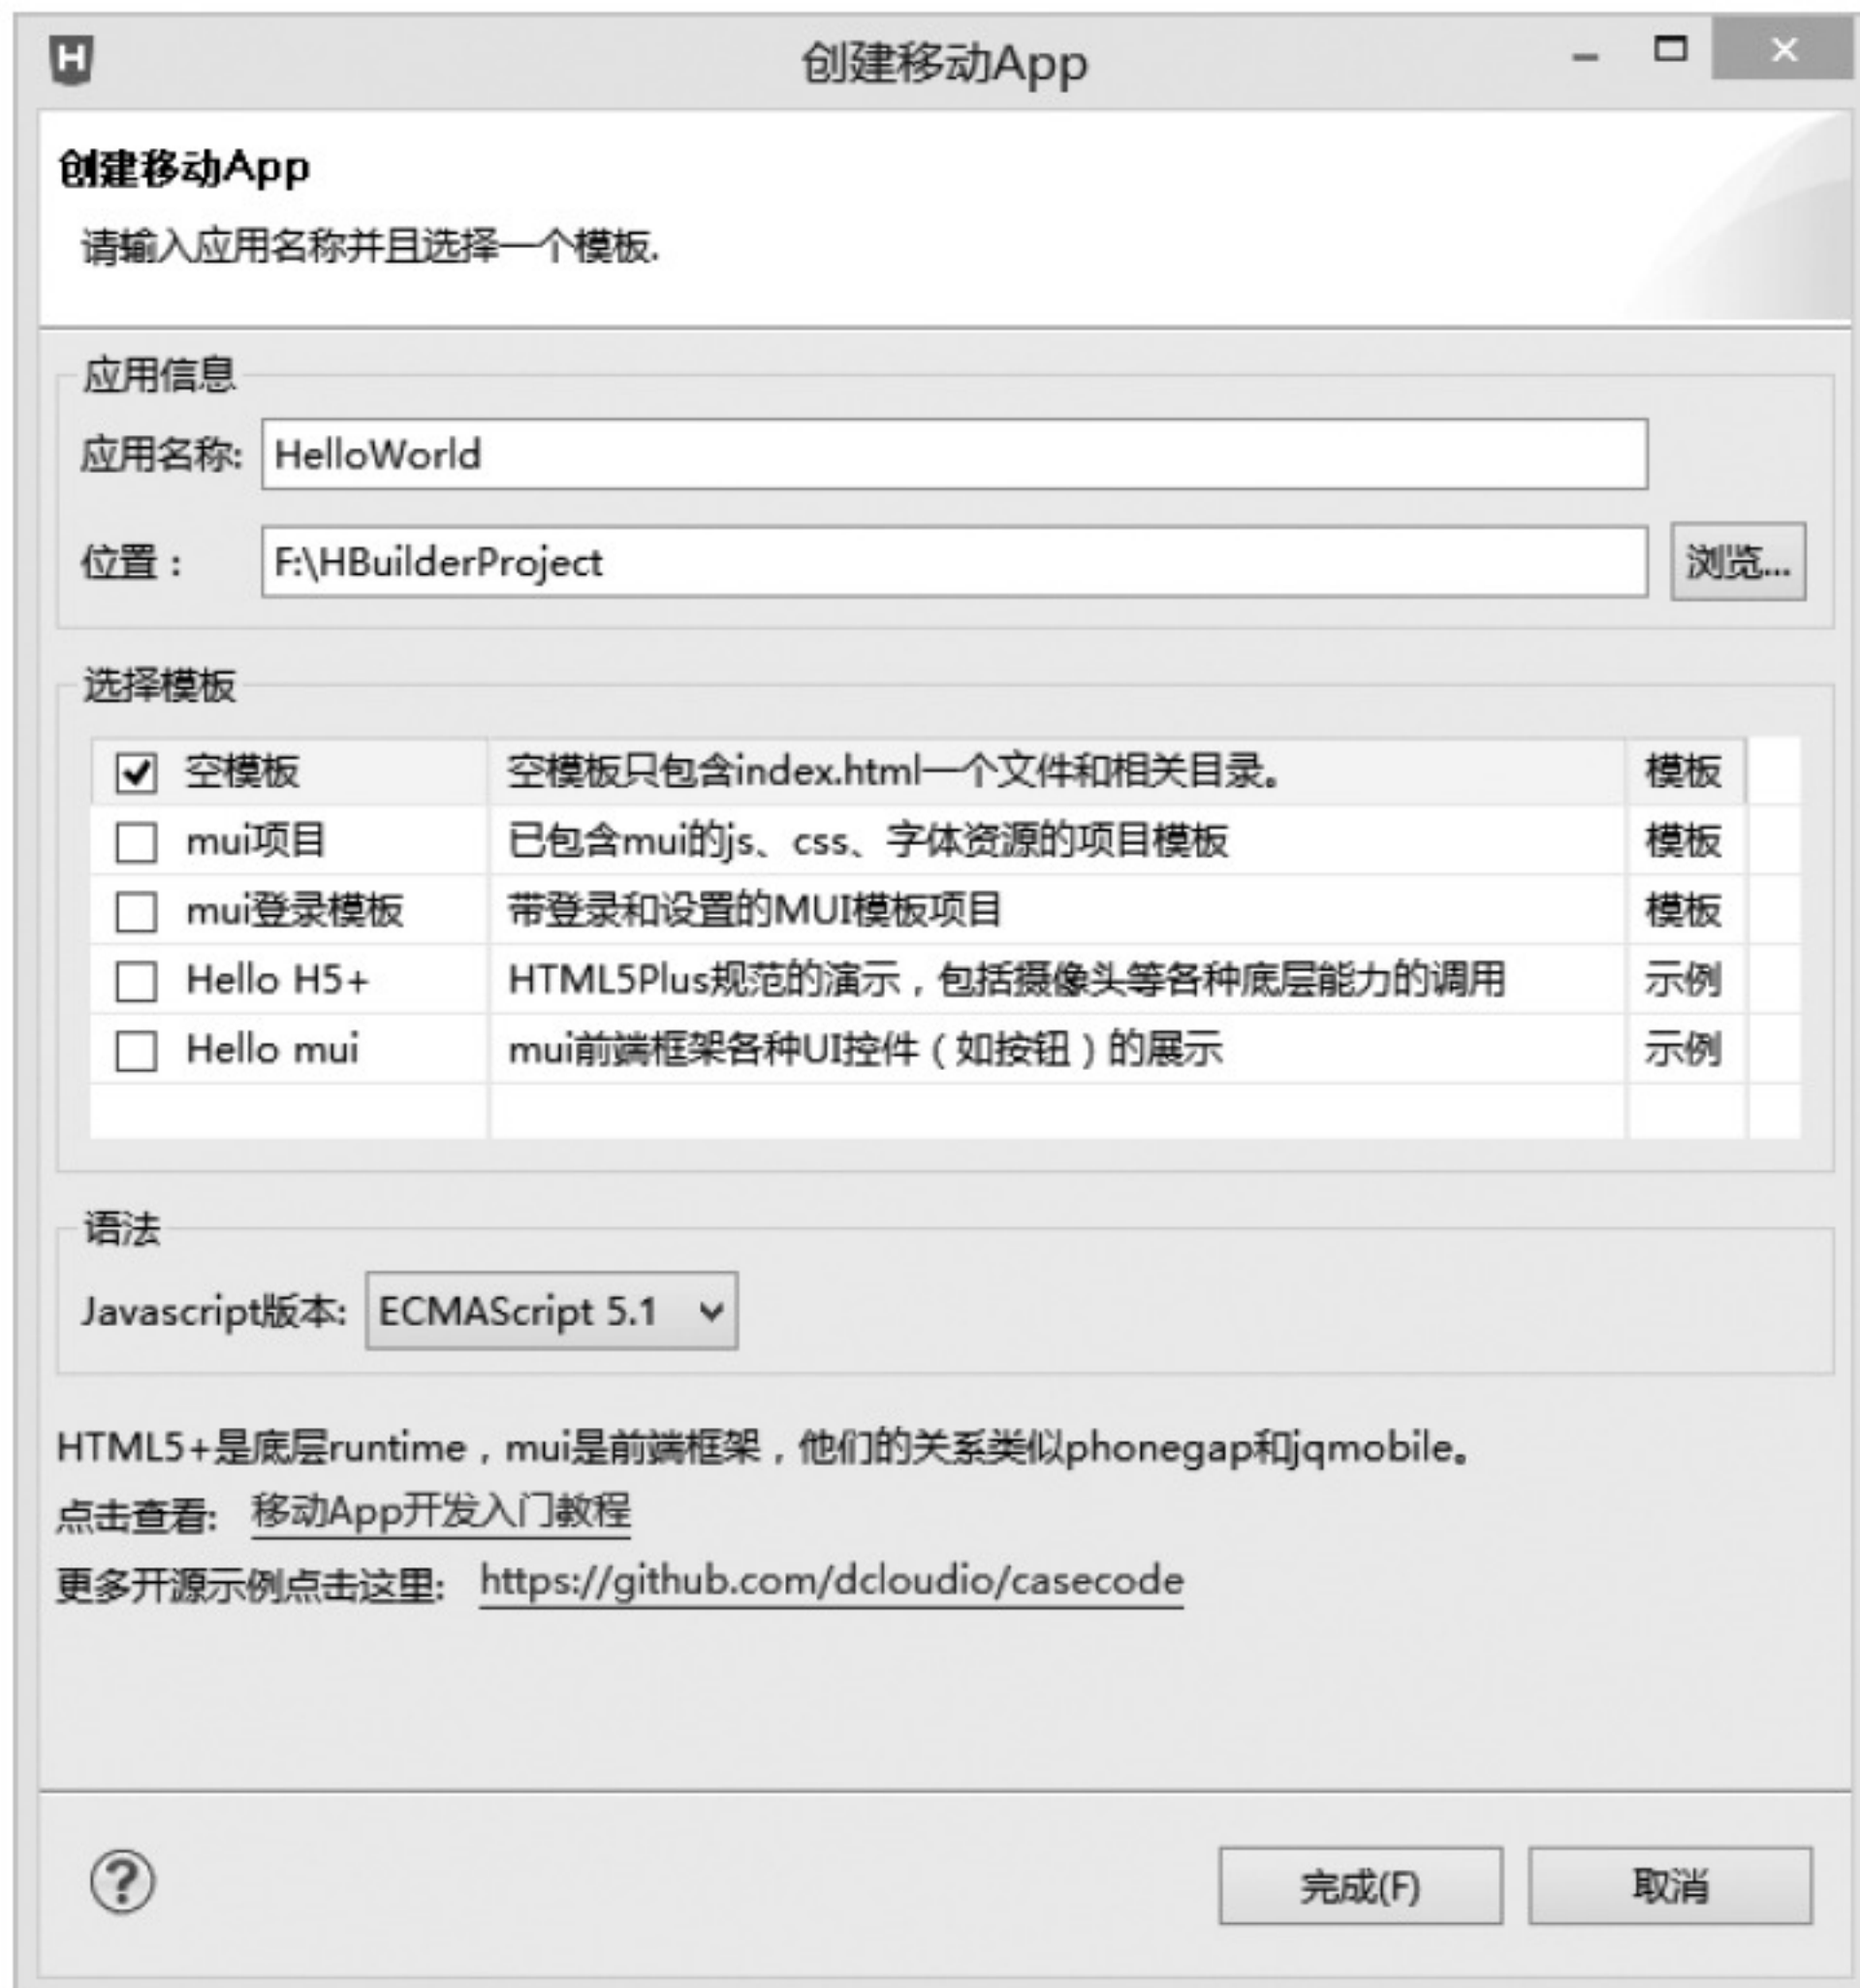 创建移动App
创建移动App
请输入应用名称并且选择一个模板.
应用信息
应用名称: HelloWorld
位置： F:\HBuilderProject 浏览...
选择模板
空模板 空模板只包含index.html一个文件和相关目录。 模板
mui项目 已包含mui的js、css、字体资源的项目模板 模板
mui登录模板 带登录和设置的MUI模板项目 模板
Hello H5+ HTML5Plus规范的演示，包括摄像头等各种底层能力的调用 示例
Hello mui mui前端框架各种UI控件（如按钮）的展示 示例
语法
Javascript版本: ECMAScript 5.1
HTML5+是底层runtime，mui是前端框架，他们的关系类似phonegap和jqmobile。
点击查看: 移动App开发入门教程
更多开源示例点击这里: https://github.com/dcloudio/casecode
完成(F) 取消